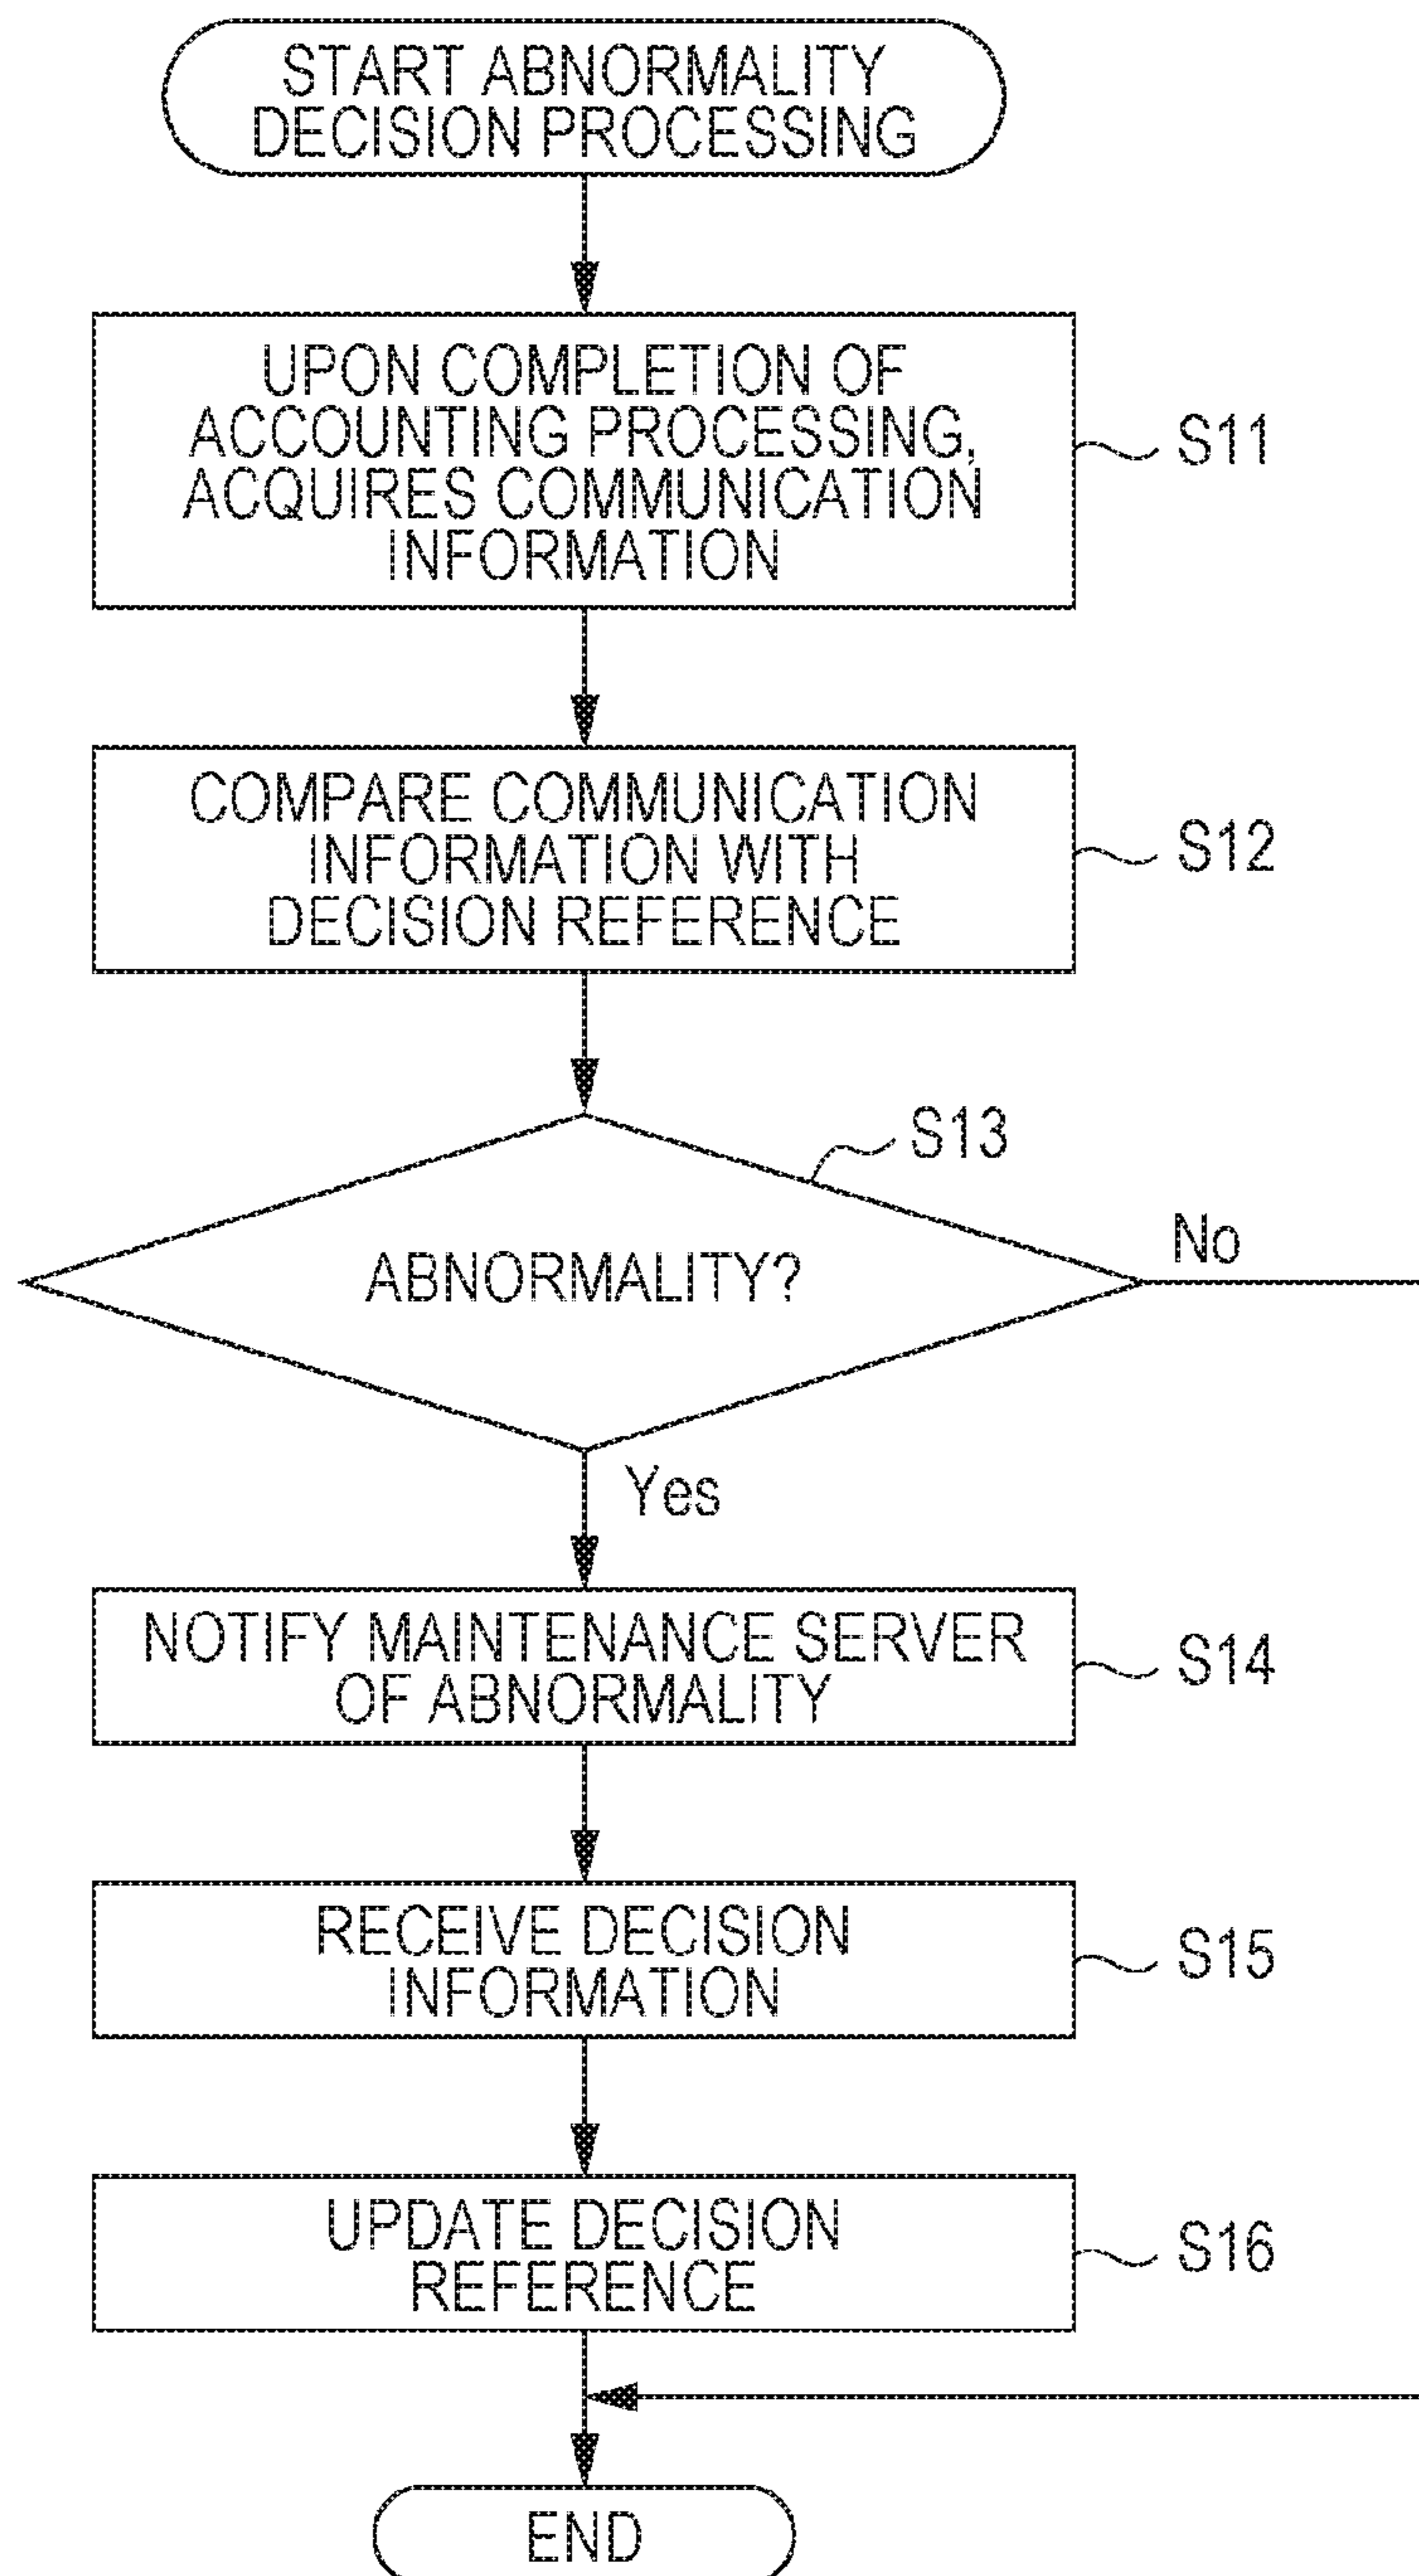 START ABNORMALITY
DECISION PROCESSING
UPON COMPLETION OF
ACCOUNTING PROCESSING,
ACQUIRES COMMUNICATION
INFORMATION
S11
COMPARE COMMUNICATION
INFORMATION WITH
DECISION REFERENCE
S12
S13
ABNORMALITY?
No
Yes
NOTIFY MAINTENANCE SERVER
OF ABNORMALITY
S14
RECEIVE DECISION
INFORMATION
S15
UPDATE DECISION
REFERENCE
S16
END